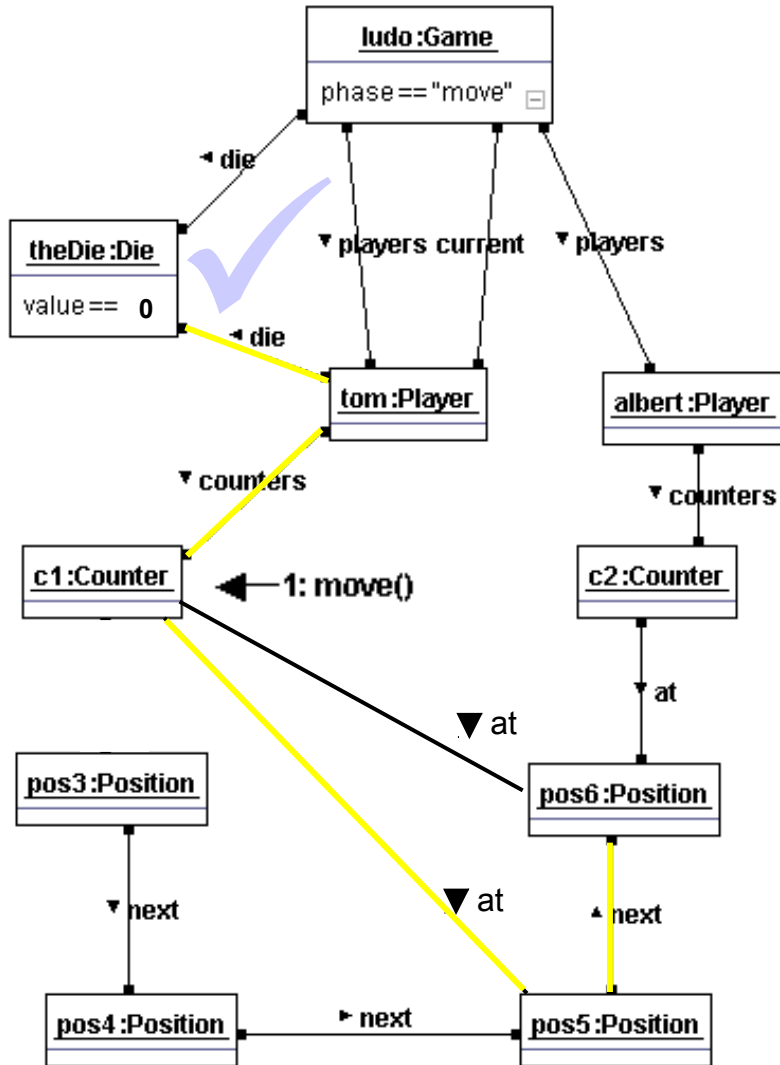 ludo :Game
phase == "move"
◄ die
▼ players current
▼ players
theDie :Die
value == 0
◄ die
tom :Player
albert :Player
▼ counters
▼ counters
c1 :Counter
1: move()
c2 :Counter
▼ at
▼ at
pos3 :Position
pos6 :Position
▼ at
▼ next
▲ next
pos4 :Position
► next
pos5 :Position